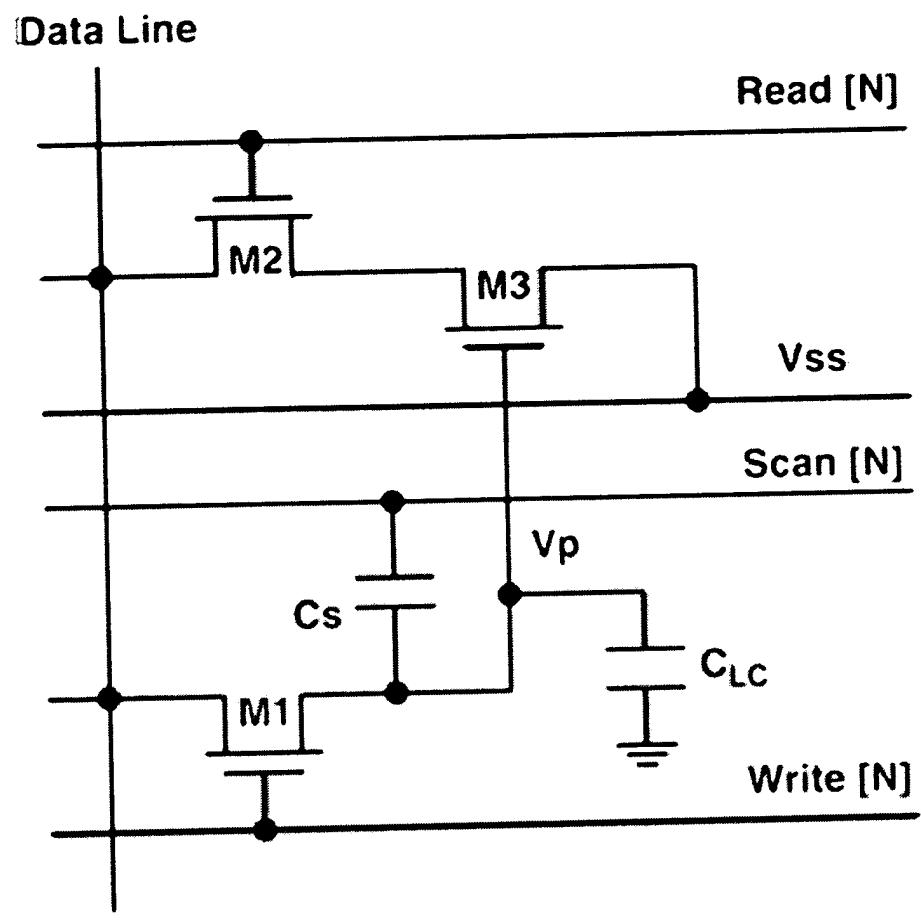 Data Line
Read [N]
M2
M3
Vss
Scan [N]
Vp
Cs
CLC
M1
Write [N]